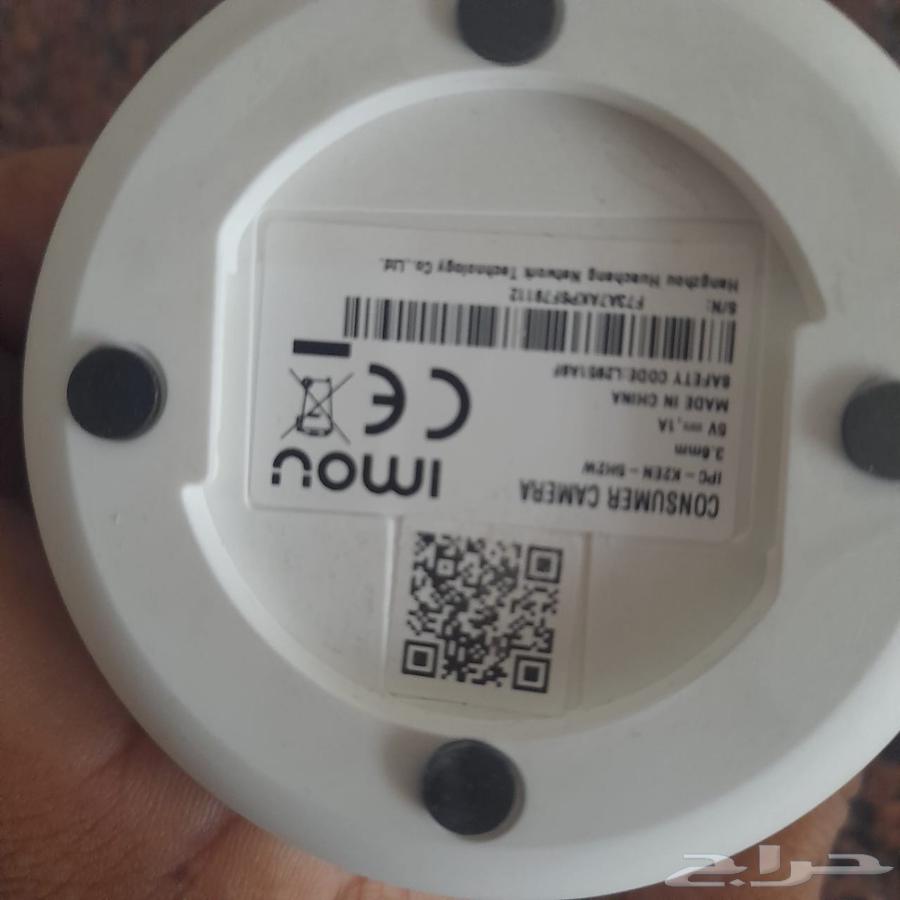 CONSUMER CAMERA
IPC-K2EN-5H2W
3.6mm
5V⎓,1A
MADE IN CHINA
SAFETY CODE:
imou
CE
S/N:
Hangzhou Huacheng Network Technology Co.,Ltd.
حراج